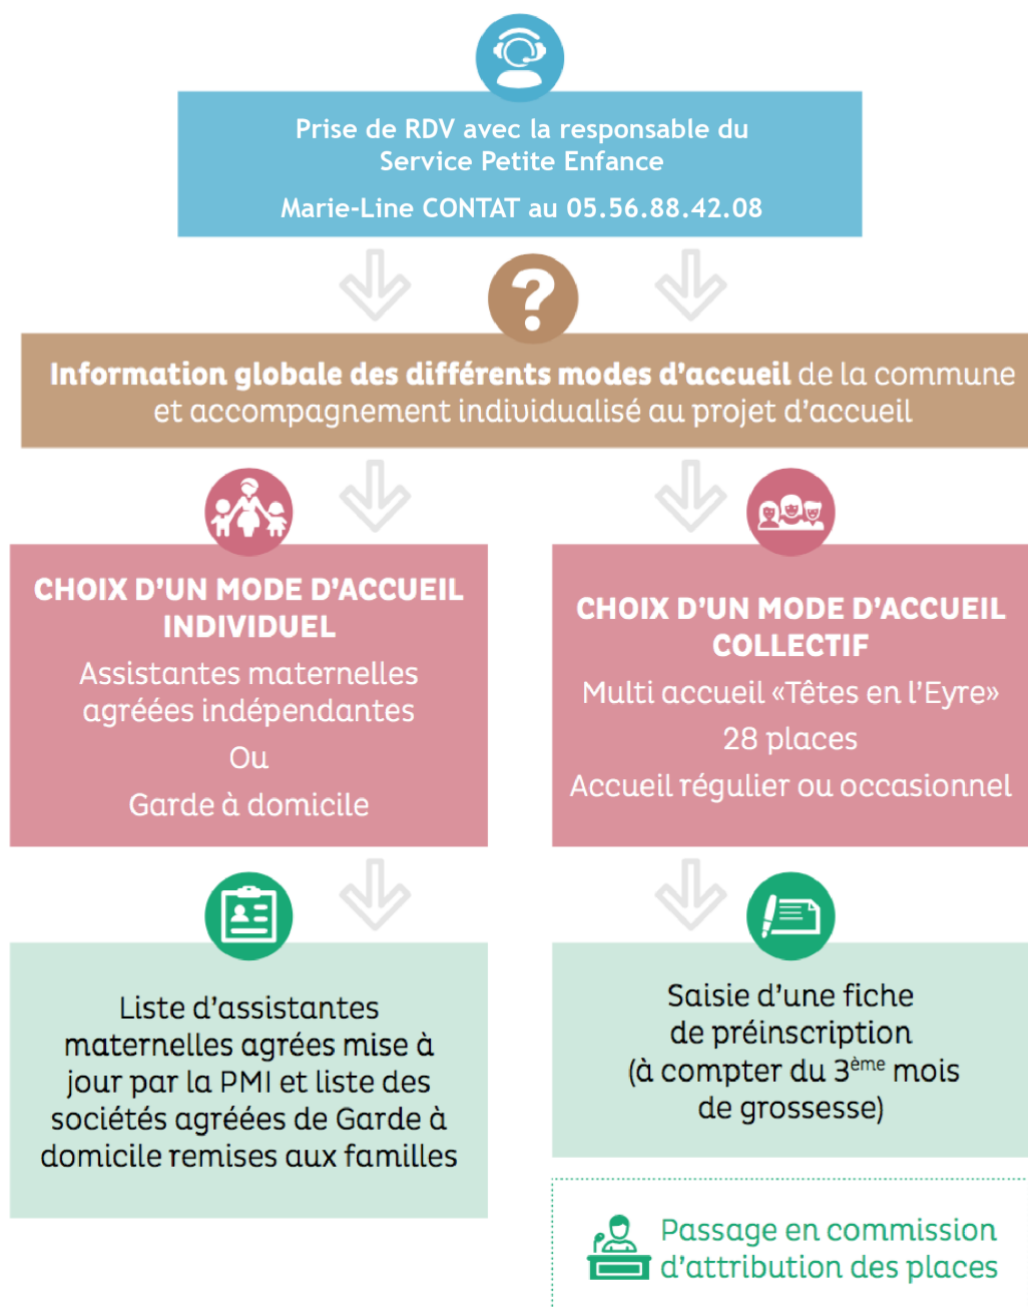 Prise de RDV avec la responsable du
Service Petite Enfance
Marie-Line CONTAT au 05.56.88.42.08
?
Information globale des différents modes d'accueil de la commune
et accompagnement individualisé au projet d'accueil
CHOIX D'UN MODE D'ACCUEIL
INDIVIDUEL
Assistantes maternelles
agréées indépendantes
Ou
Garde à domicile
CHOIX D'UN MODE D'ACCUEIL
COLLECTIF
Multi accueil «Têtes en l'Eyre»
28 places
Accueil régulier ou occasionnel
Liste d'assistantes
maternelles agrées mise à
jour par la PMI et liste des
sociétés agréées de Garde à
domicile remises aux familles
Saisie d'une fiche
de préinscription
(à compter du 3ème mois
de grossesse)
Passage en commission
d'attribution des places